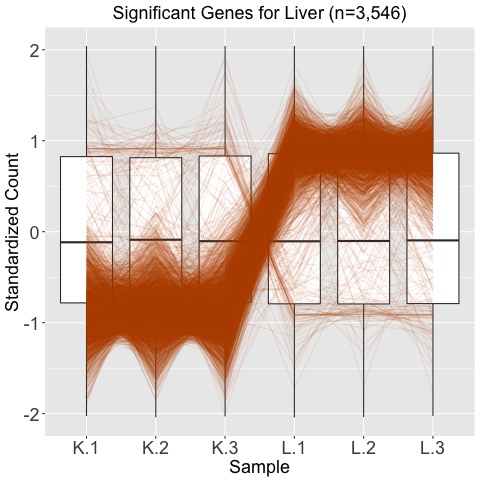 Significant Genes for Liver (n=3,546)
Standardized Count
2
1
0
-1
-2
K.1 K.2 K.3 L.1 L.2 L.3
Sample